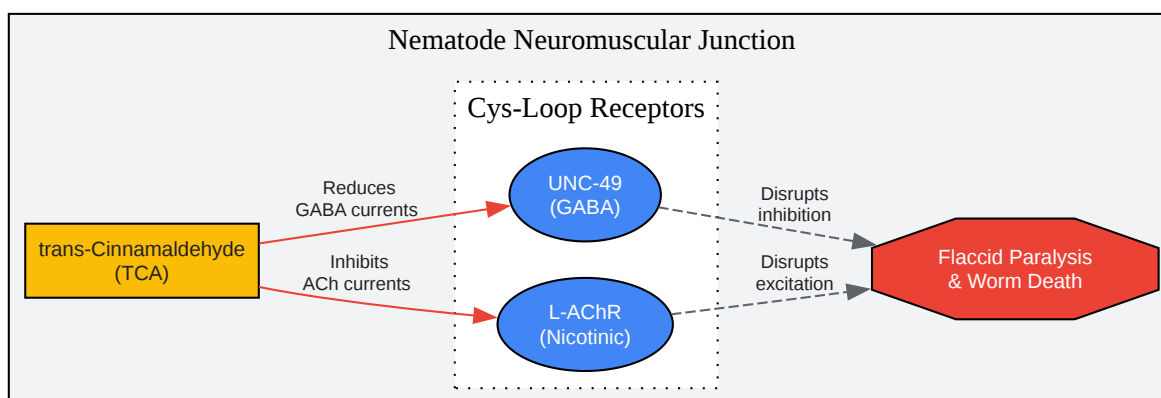 Nematode Neuromuscular Junction
Cys-Loop Receptors
trans-Cinnamaldehyde
(TCA)
Reduces
GABA currents
Inhibits
ACh currents
UNC-49
(GABA)
L-AChR
(Nicotinic)
Disrupts
inhibition
Disrupts
excitation
Flaccid Paralysis
& Worm Death